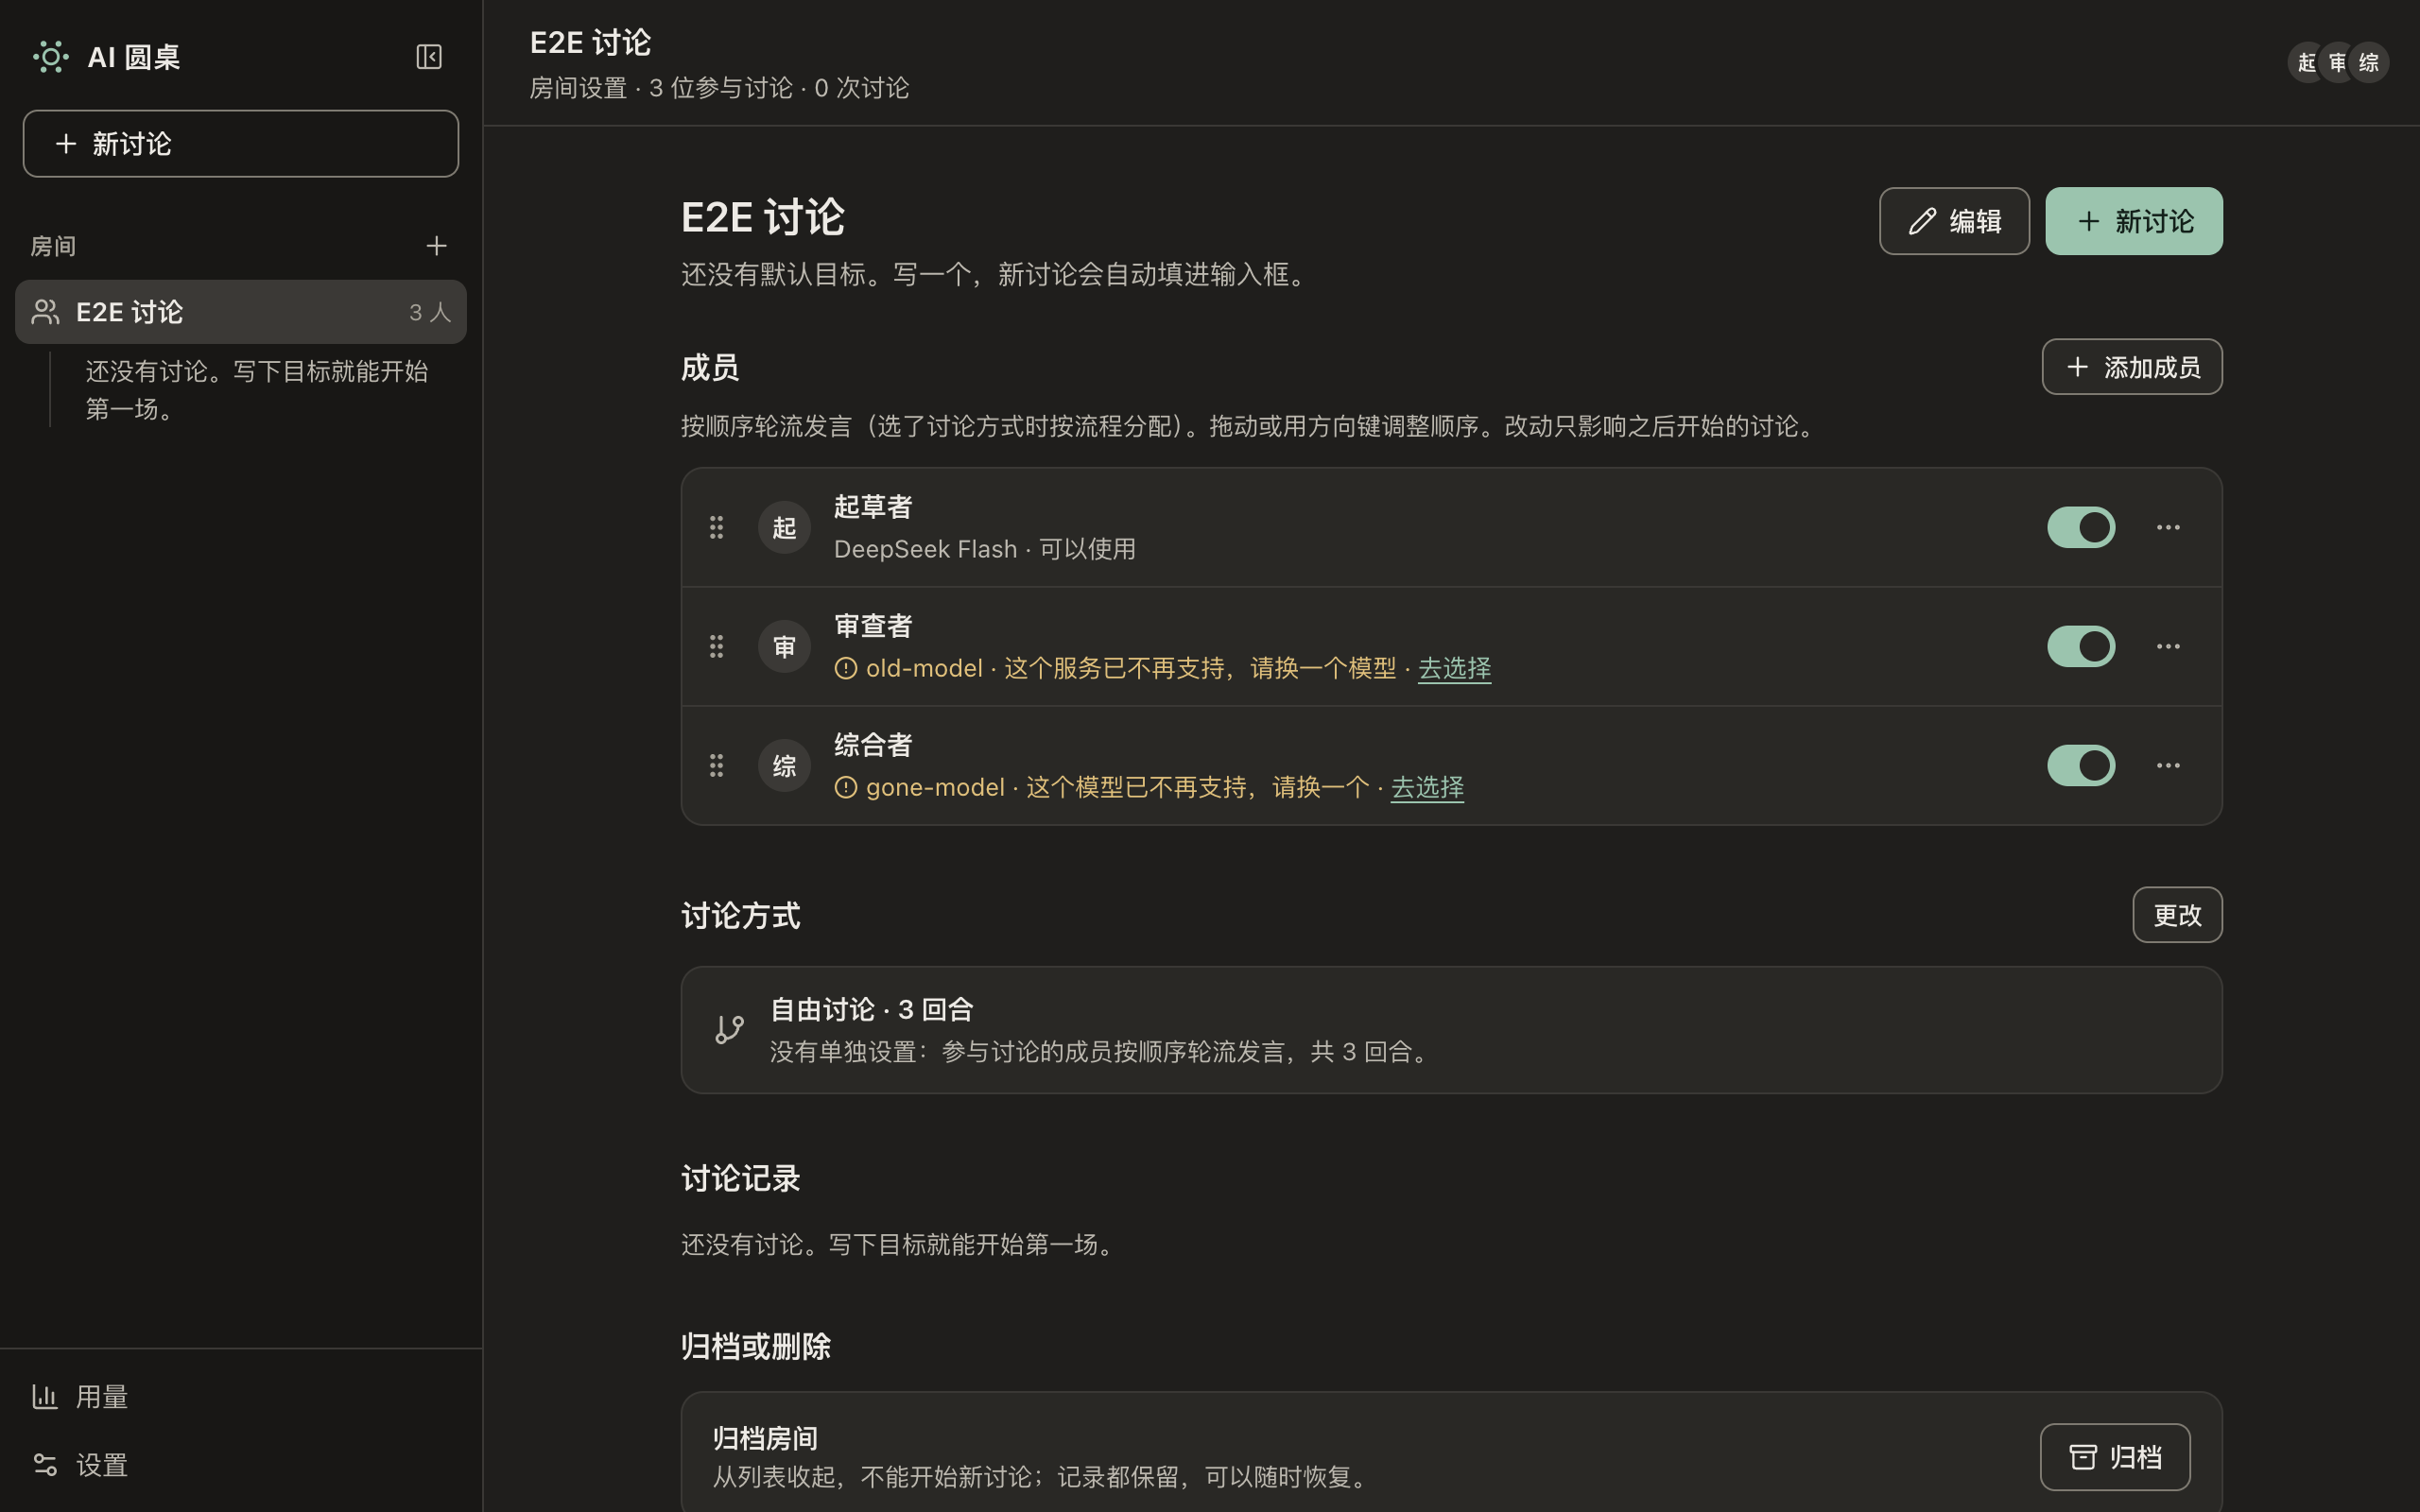 AI 圆桌
新讨论
房间
E2E 讨论
3 人
还没有讨论。写下目标就能开始
第一场。
用量
设置
E2E 讨论
房间设置 · 3 位参与讨论 · 0 次讨论
起 审 综
E2E 讨论
编辑
新讨论
还没有默认目标。写一个，新讨论会自动填进输入框。
成员
添加成员
按顺序轮流发言（选了讨论方式时按流程分配）。拖动或用方向键调整顺序。改动只影响之后开始的讨论。
起
起草者
DeepSeek Flash · 可以使用
审
审查者
old-model · 这个服务已不再支持，请换一个模型 · 去选择
综
综合者
gone-model · 这个模型已不再支持，请换一个 · 去选择
讨论方式
更改
自由讨论 · 3 回合
没有单独设置：参与讨论的成员按顺序轮流发言，共 3 回合。
讨论记录
还没有讨论。写下目标就能开始第一场。
归档或删除
归档房间
从列表收起，不能开始新讨论；记录都保留，可以随时恢复。
归档